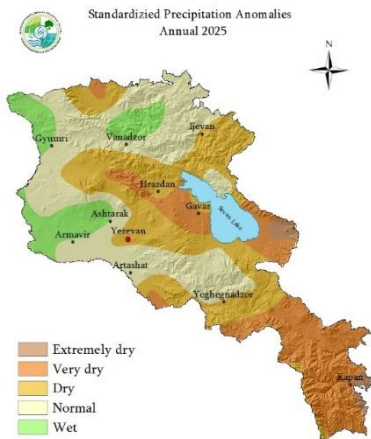 Standardizied Precipitation Anomalies
Annual 2025
N
Gyumri
Vanadzor
Ijevan
Hrazdan
Sevan Lake
Gavar
Ashtarak
Yerevan
Armavir
Artashat
Yeghegnadzor
Kapan
Extremely dry
Very dry
Dry
Normal
Wet